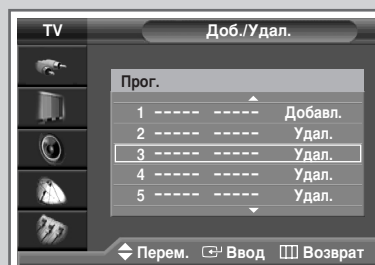 TV Доб./Удал.
Прог.
1 ----- ----- Добавл.
2 ----- ----- Удал.
3 ----- ----- Удал.
4 ----- ----- Удал.
5 ----- ----- Удал.
Перем. Ввод Возврат